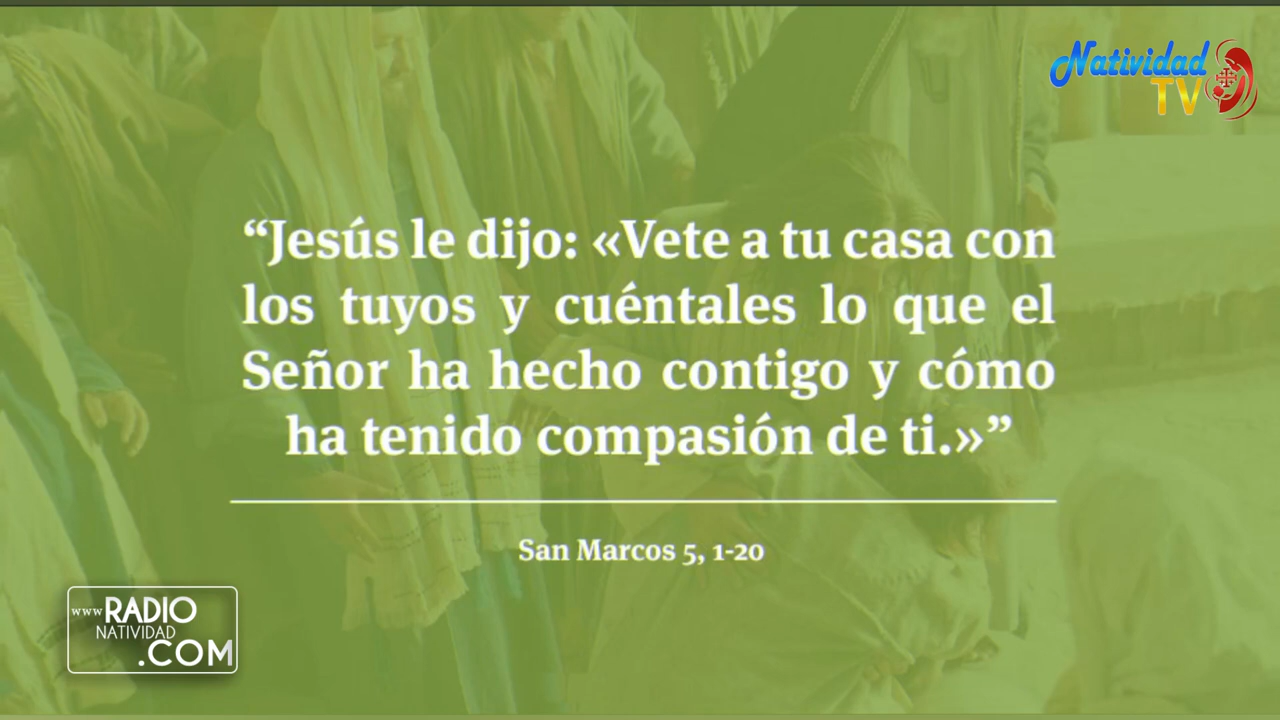 Natividad
TV
“Jesús le dijo: «Vete a tu casa con
los tuyos y cuéntales lo que el
Señor ha hecho contigo y cómo
ha tenido compasión de ti.»”
San Marcos 5, 1-20
www RADIO
NATIVIDAD
.COM